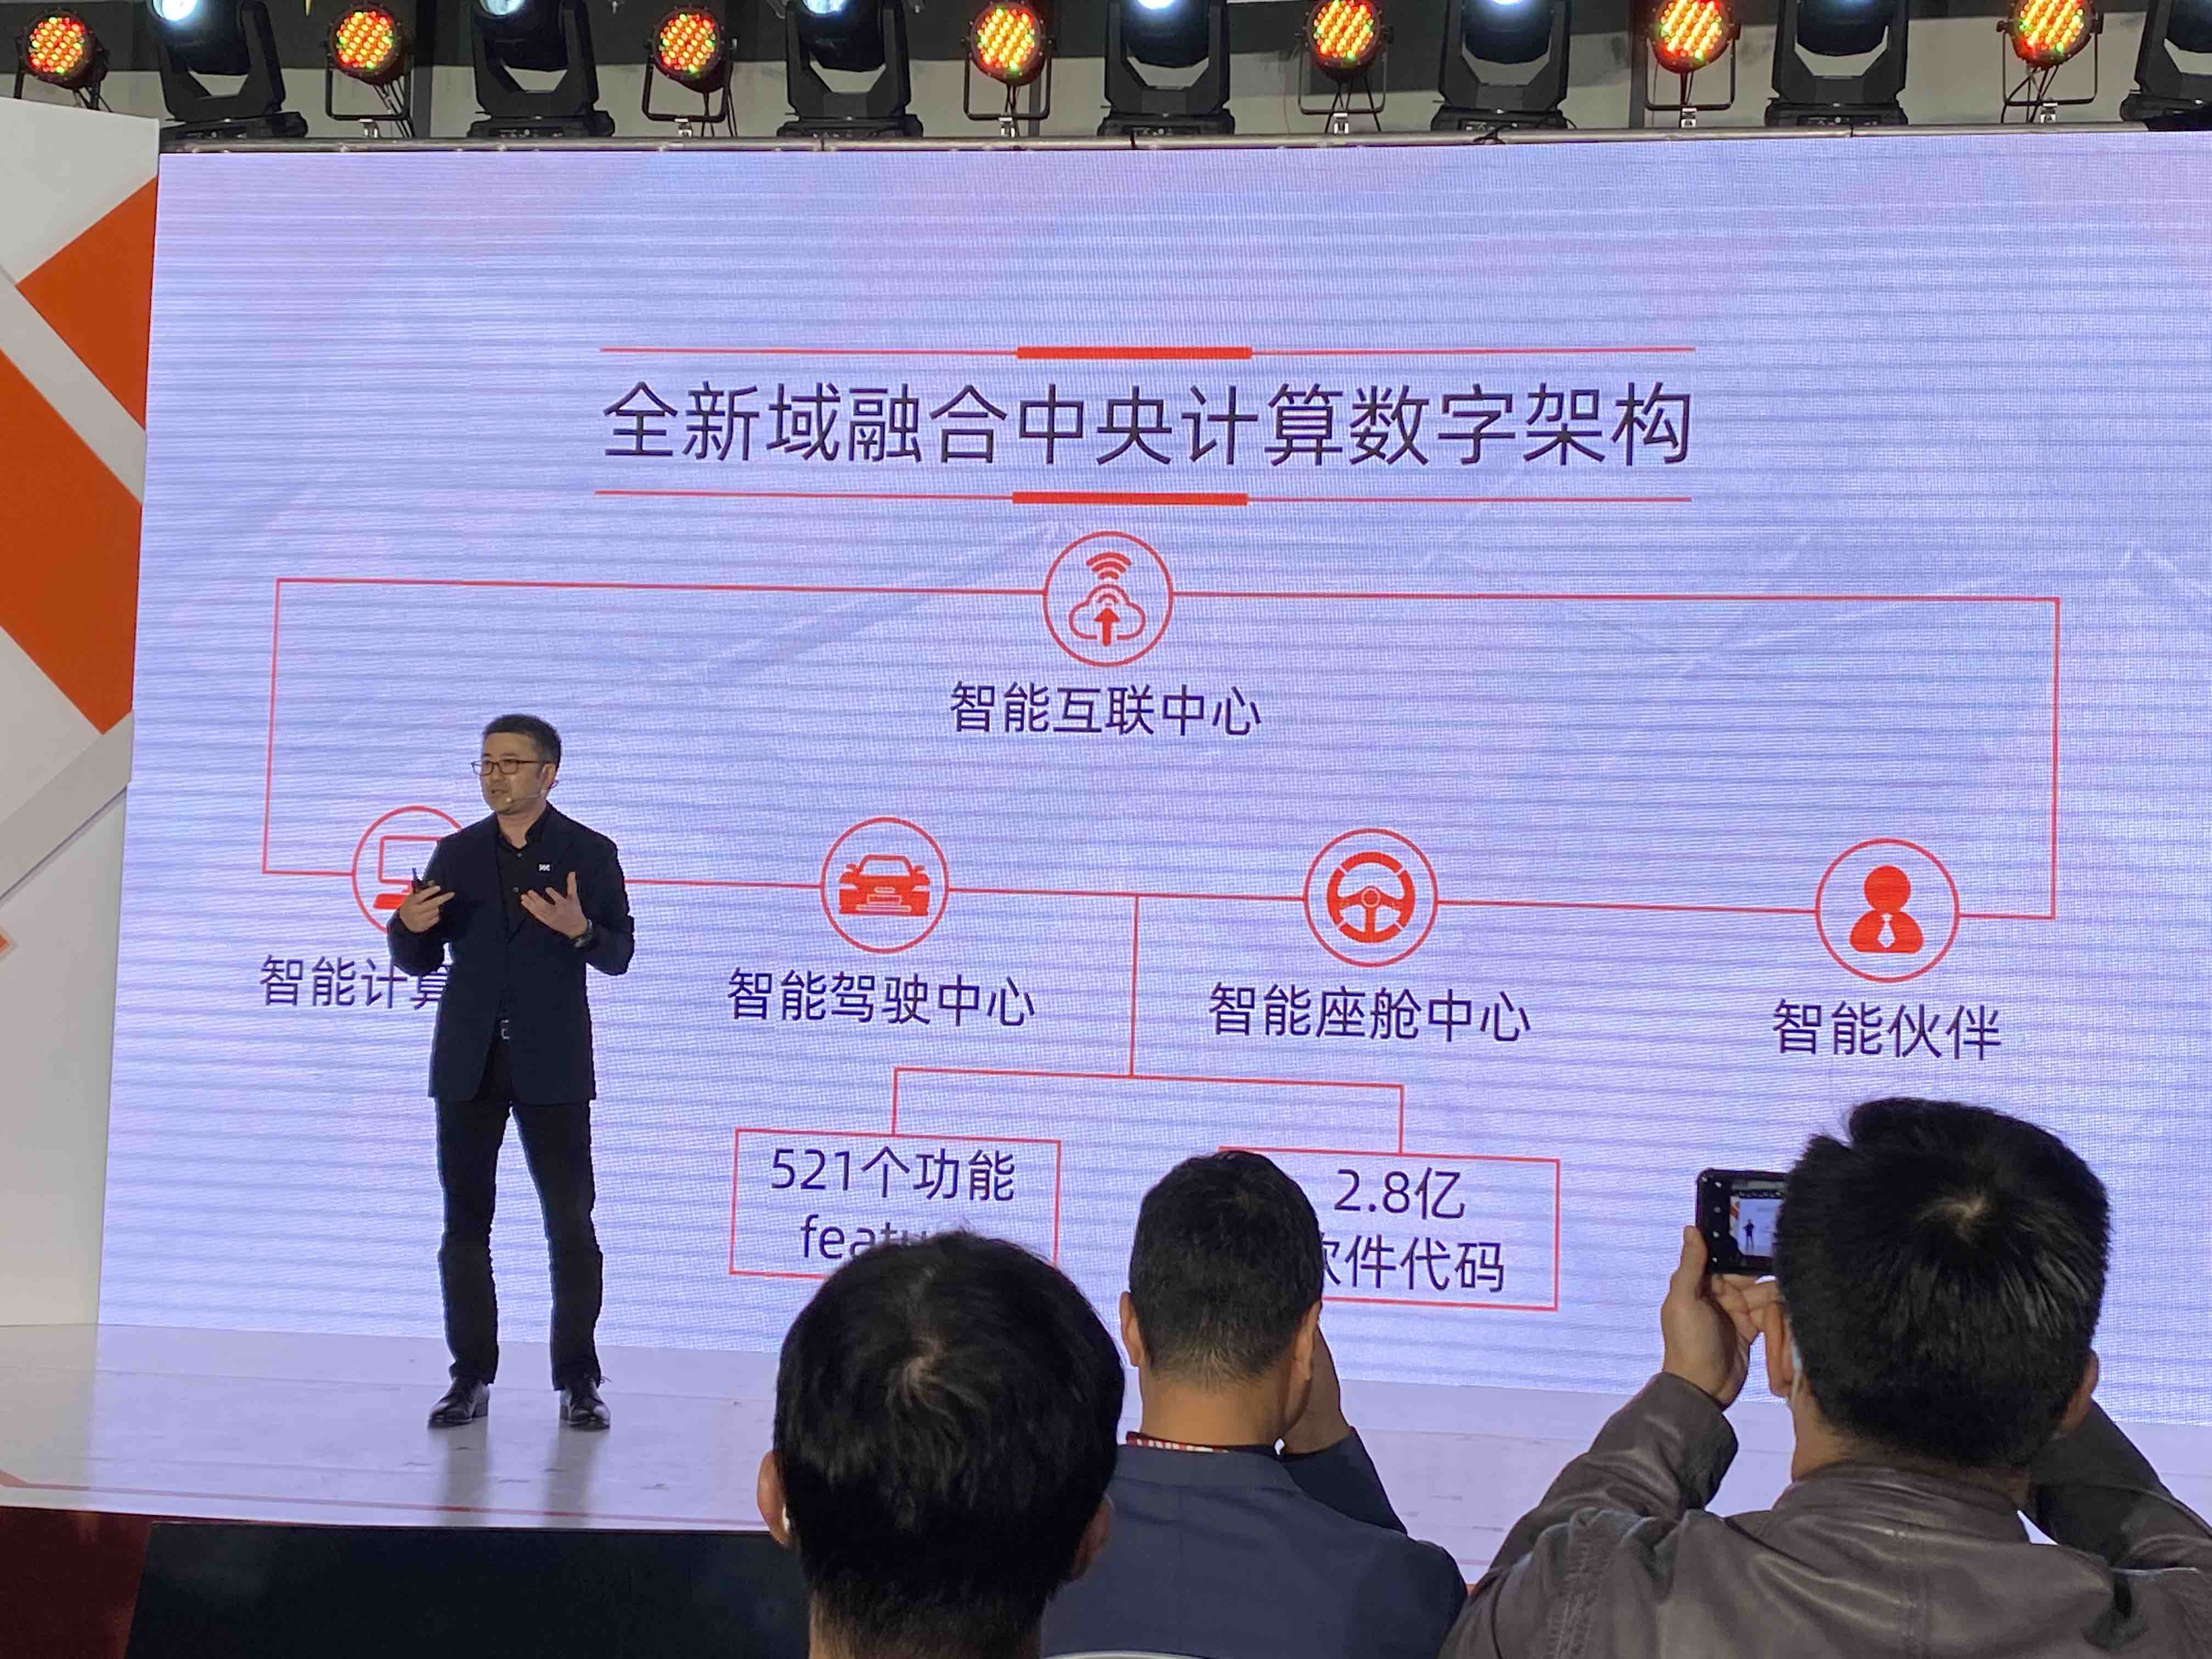 全新域融合中央计算数字架构
智能互联中心
智能计算
智能驾驶中心
智能座舱中心
智能伙伴
521个功能
2.8亿
软件代码